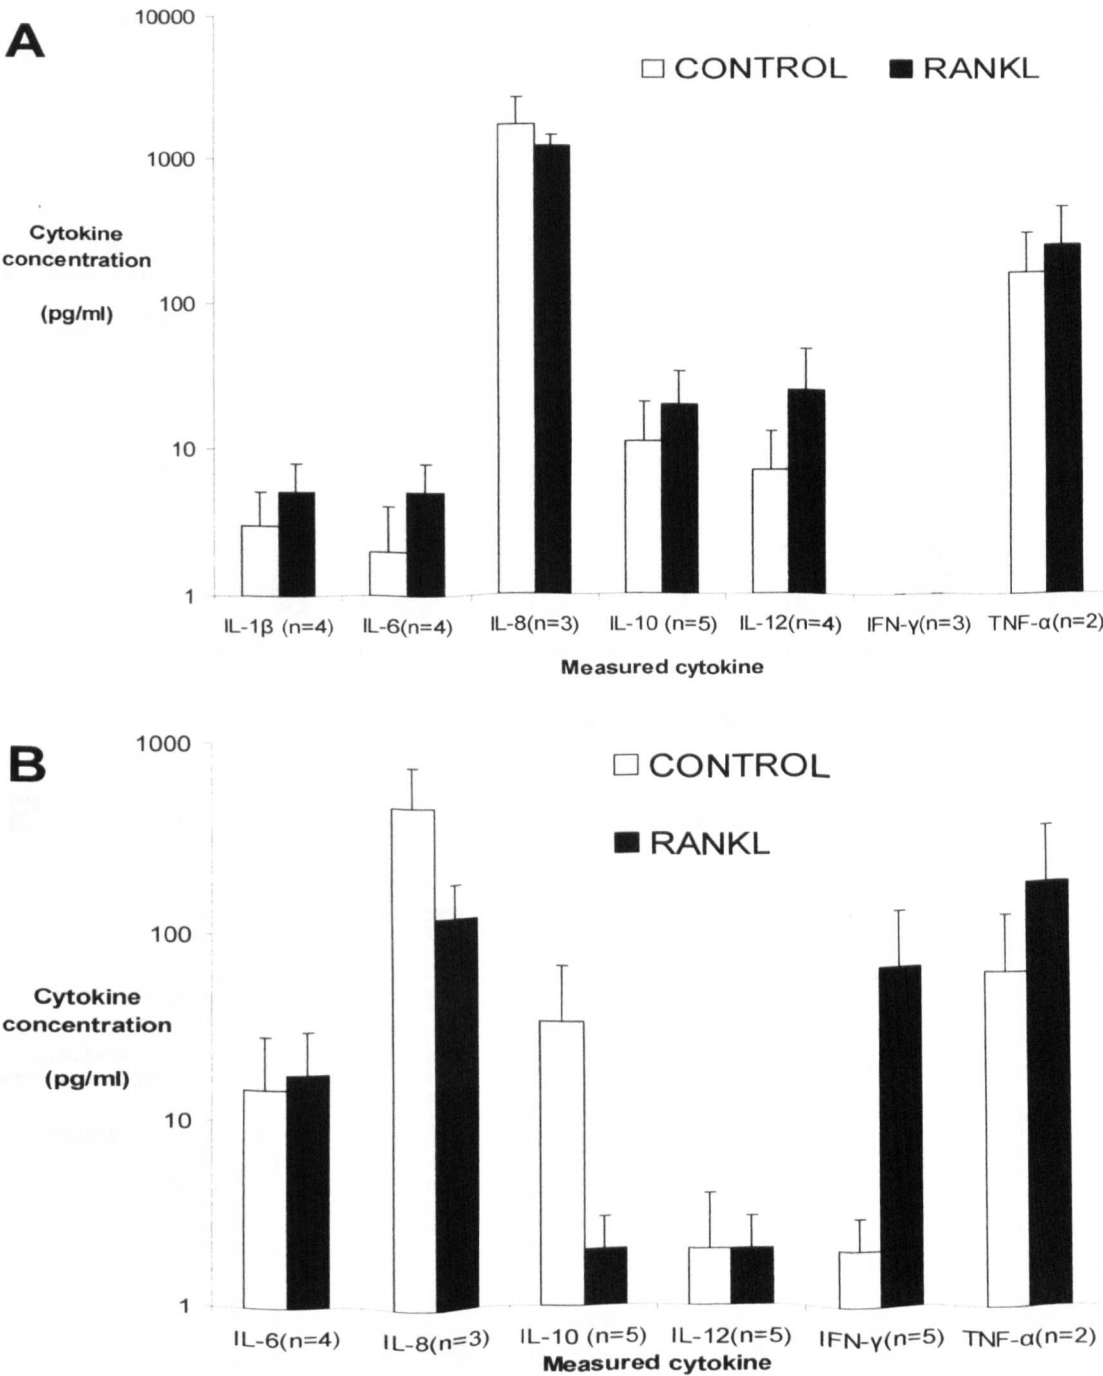 A
10000
CONTROL RANKL
1000
Cytokine
concentration
(pg/ml)
100
10
1
IL-1β (n=4) IL-6(n=4) IL-8(n=3) IL-10 (n=5) IL-12(n=4) IFN-γ(n=3) TNF-α(n=2)
Measured cytokine
B
1000
CONTROL
RANKL
100
Cytokine
concentration
(pg/ml)
10
1
IL-6(n=4) IL-8(n=3) IL-10 (n=5) IL-12(n=5) IFN-γ(n=5) TNF-α(n=2)
Measured cytokine